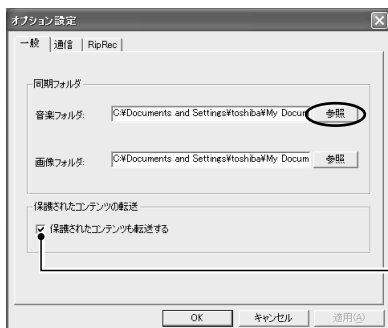 オプション設定
一般 通信 RipRec
同期フォルダ
音楽フォルダ: C:¥Documents and Settings¥toshiba¥My Docum 参照
画像フォルダ: C:¥Documents and Settings¥toshiba¥My Docum 参照
保護されたコンテンツの転送
保護されたコンテンツも転送する
OK キャンセル 適用(A)